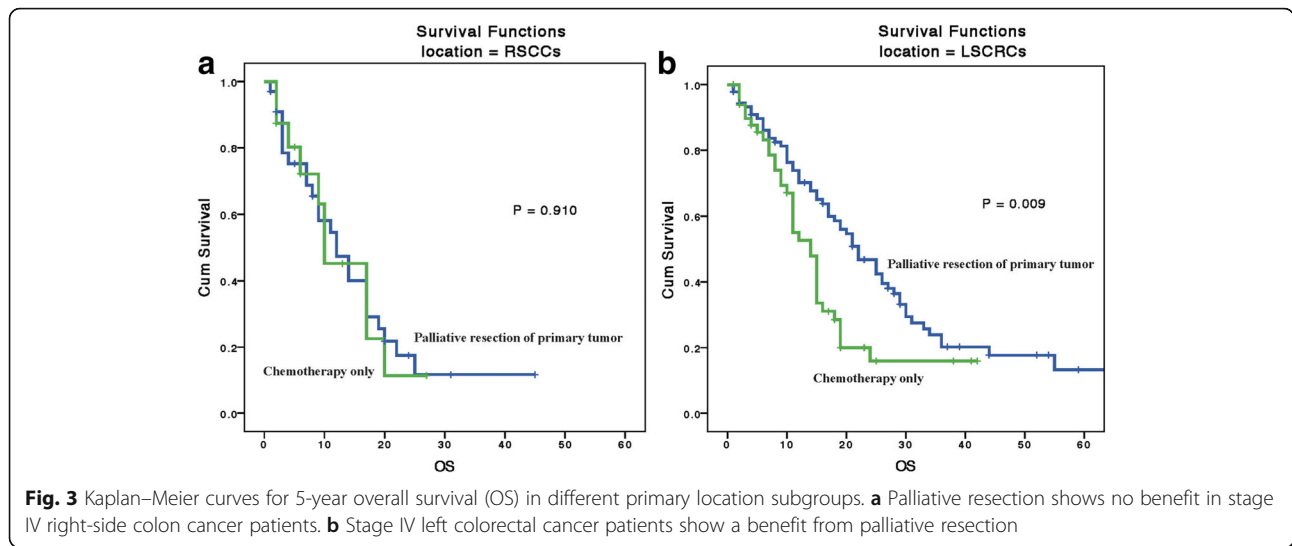 Survival Functions
location = RSCCs
a
1.0
0.8
0.6
0.4
0.2
0.0
Cum Survival
P = 0.910
Palliative resection of primary tumor
Chemotherapy only
0 10 20 30 40 50 60
OS
Survival Functions
location = LSCRCs
b
1.0
0.8
0.6
0.4
0.2
0.0
Cum Survival
P = 0.009
Palliative resection of primary tumor
Chemotherapy only
0 10 20 30 40 50 60
OS
Fig. 3 Kaplan–Meier curves for 5-year overall survival (OS) in different primary location subgroups. a Palliative resection shows no benefit in stage
IV right-side colon cancer patients. b Stage IV left colorectal cancer patients show a benefit from palliative resection